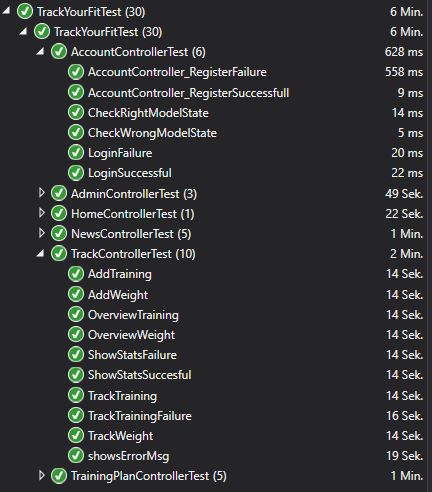 TrackYourFitTest (30) 6 Min.
TrackYourFitTest (30) 6 Min.
AccountControllerTest (6) 628 ms
AccountController_RegisterFailure 558 ms
AccountController_RegisterSuccessfull 9 ms
CheckRightModelState 14 ms
CheckWrongModelState 5 ms
LoginFailure 20 ms
LoginSuccessful 22 ms
AdminControllerTest (3) 49 Sek.
HomeControllerTest (1) 22 Sek.
NewsControllerTest (5) 1 Min.
TrackControllerTest (10) 2 Min.
AddTraining 14 Sek.
AddWeight 14 Sek.
OverviewTraining 14 Sek.
OverviewWeight 14 Sek.
ShowStatsFailure 14 Sek.
ShowStatsSuccesful 14 Sek.
TrackTraining 14 Sek.
TrackTrainingFailure 16 Sek.
TrackWeight 14 Sek.
showsErrorMsg 19 Sek.
TrainingPlanControllerTest (5) 1 Min.